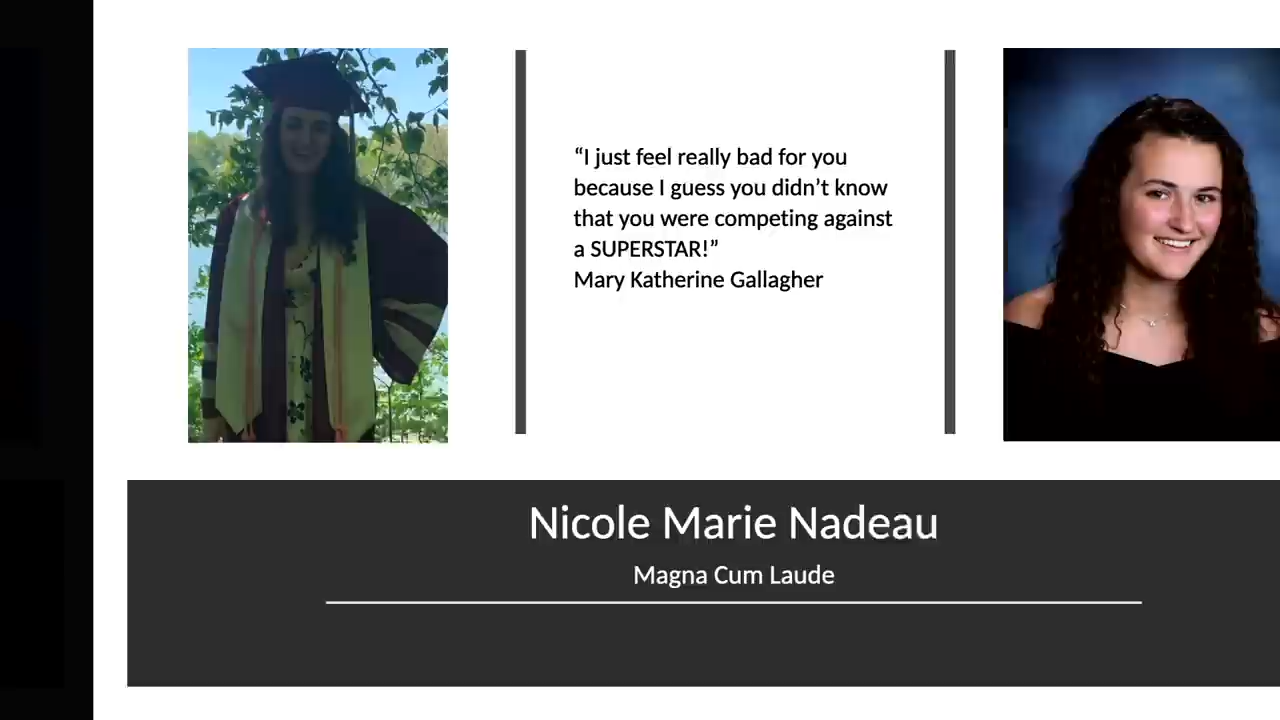 “I just feel really bad for you
because I guess you didn’t know
that you were competing against
a SUPERSTAR!”
Mary Katherine Gallagher
Nicole Marie Nadeau
Magna Cum Laude